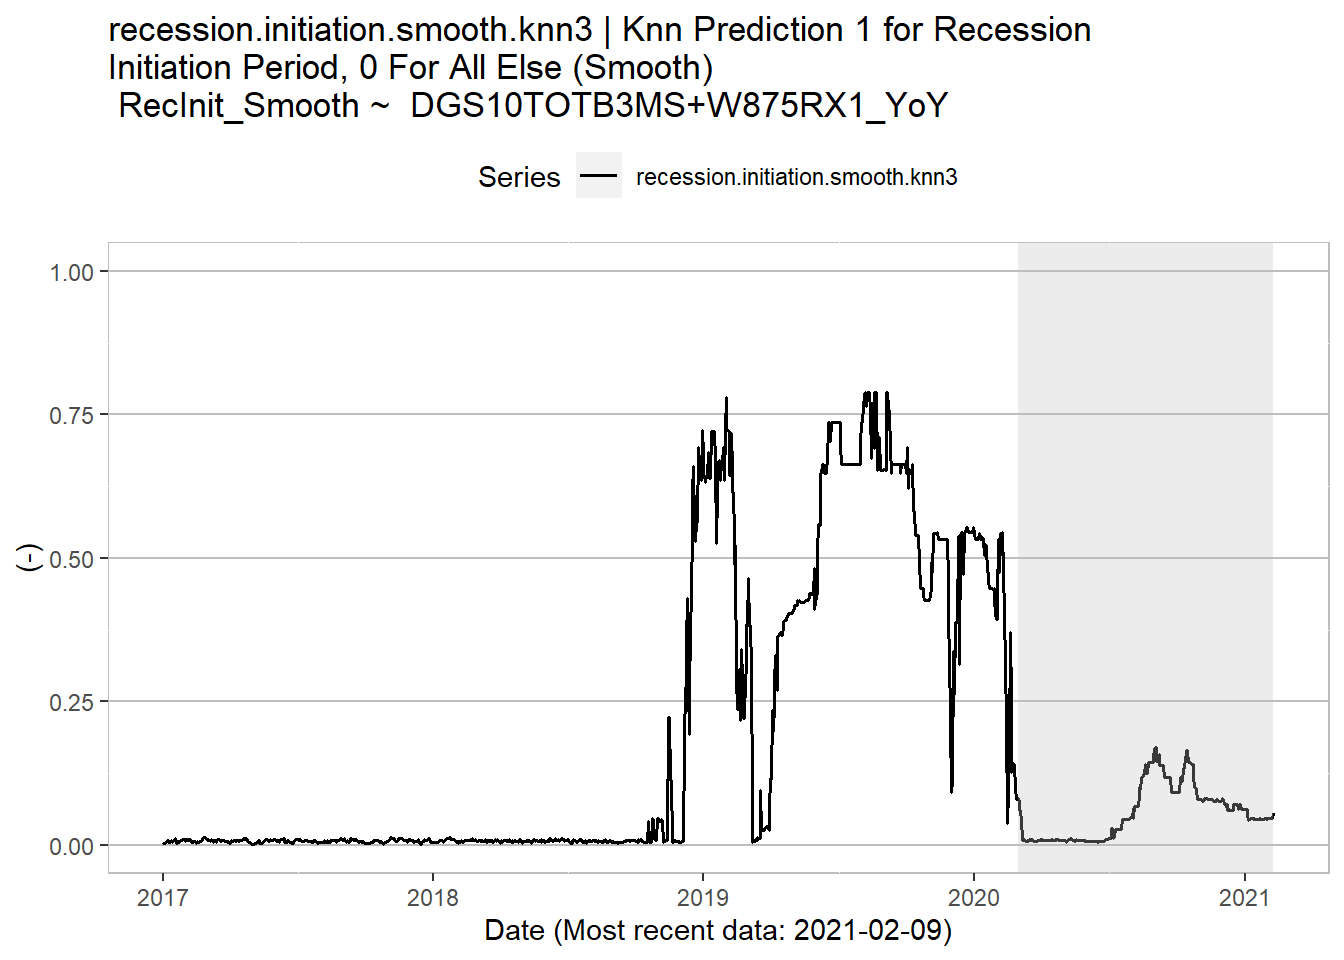 recession.initiation.smooth.knn3 | Knn Prediction 1 for Recession
Initiation Period, 0 For All Else (Smooth)
RecInit_Smooth ~  DGS10TOTB3MS+W875RX1_YoY
Series
recession.initiation.smooth.knn3
1.00
0.75
0.50
0.25
0.00
(-)
2017
2018
2019
2020
2021
Date (Most recent data: 2021-02-09)